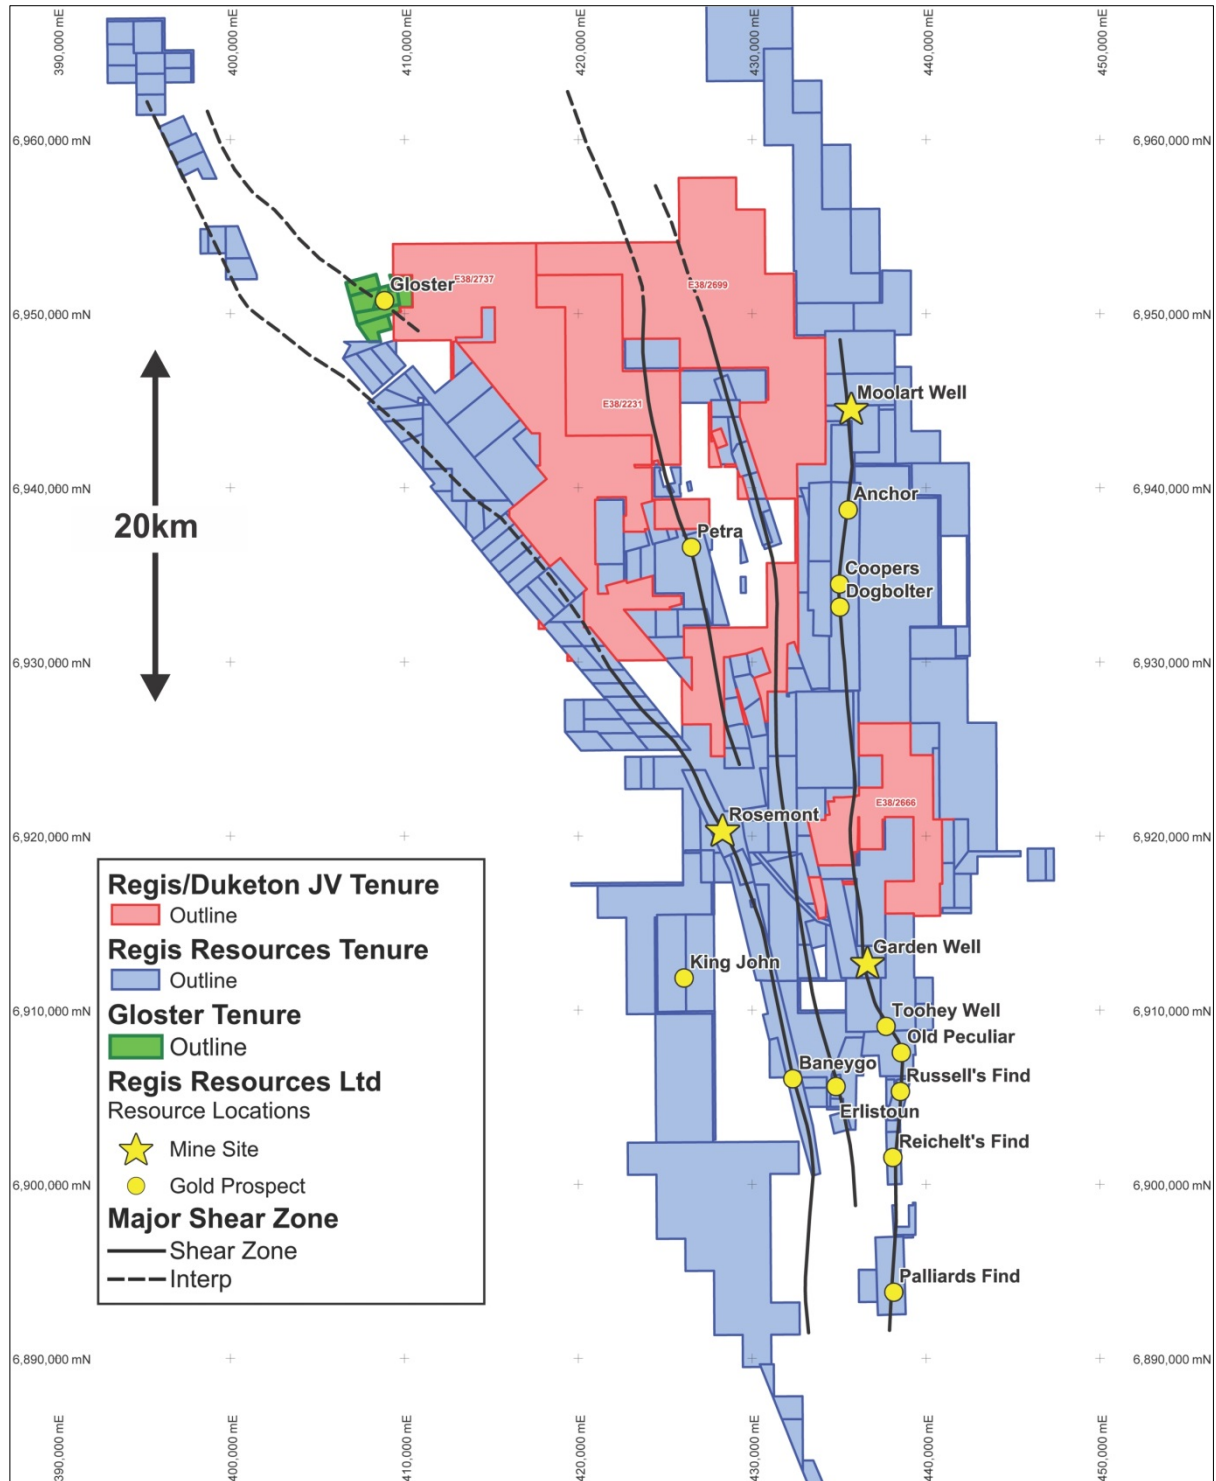 390,000 mE
400,000 mE
410,000 mE
420,000 mE
430,000 mE
440,000 mE
450,000 mE
6,960,000 mN
6,960,000 mN
Gloster
E38/2737
E38/2699
6,950,000 mN
6,950,000 mN
Moolart Well
E38/2231
6,940,000 mN
Anchor
6,940,000 mN
20km
Petra
Coopers
Dogbolter
6,930,000 mN
6,930,000 mN
E38/2666
Rosemont
6,920,000 mN
6,920,000 mN
Regis/Duketon JV Tenure
Outline
Regis Resources Tenure
Outline
Gloster Tenure
Outline
Regis Resources Ltd
Resource Locations
Mine Site
Gold Prospect
Major Shear Zone
Shear Zone
Interp
Garden Well
King John
6,910,000 mN
6,910,000 mN
Toohey Well
Old Peculiar
Baneygo
Russell's Find
Erlistoun
Reichelt's Find
6,900,000 mN
6,900,000 mN
Palliards Find
6,890,000 mN
6,890,000 mN
390,000 mE
400,000 mE
410,000 mE
420,000 mE
430,000 mE
440,000 mE
450,000 mE